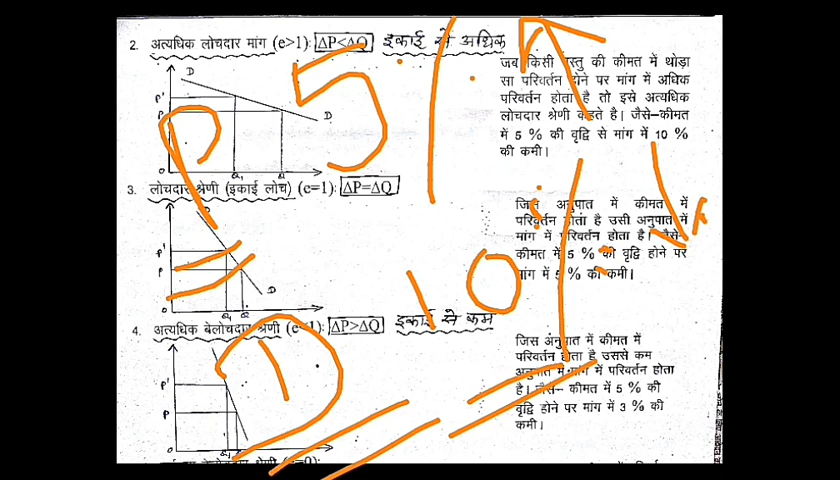 2. अत्यधिक लोचदार मांग (e>1): ΔP<ΔQ इकाई से अधिक
जब किसी वस्तु की कीमत में थोड़ा
सा परिवर्तन होने पर मांग में अधिक
परिवर्तन होता है तो इसे अत्यधिक
लोचदार श्रेणी कहते है। जैसे–कीमत
में 5 % की वृद्धि से मांग में 10 %
की कमी।
D
P'
P
D
O
Q₁
Q
P 5%
3. लोचदार श्रेणी (इकाई लोच) (e=1): ΔP=ΔQ
जिस अनुपात में कीमत में
परिवर्तन होता है उसी अनुपात में
मांग में परिवर्तन होता है। जैसे–
कीमत में 5 % की वृद्धि होने पर
मांग में 5 % की कमी।
D
P'
P
D
O
Q₁
Q
10%
4. अत्यधिक बेलोचदार श्रेणी (e<1): ΔP>ΔQ इकाई से कम
जिस अनुपात में कीमत में
परिवर्तन होता है उससे कम
अनुपात में मांग में परिवर्तन होता
है। जैसे– कीमत में 5 % की
वृद्धि होने पर मांग में 3 % की
कमी।
P'
P
D
Q₁